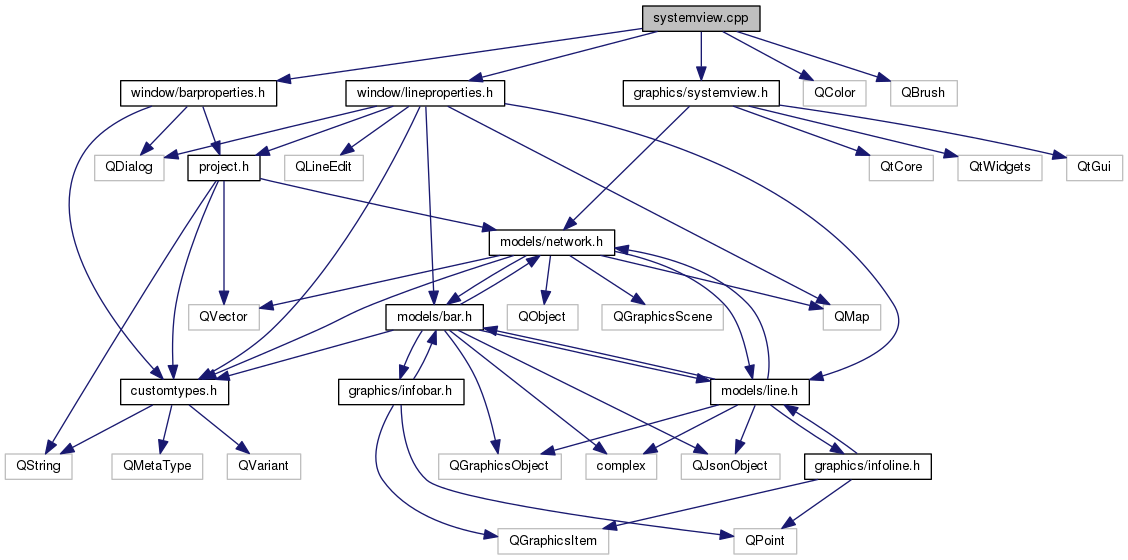 systemview.cpp
window/barproperties.h
window/lineproperties.h
graphics/systemview.h
QColor
QBrush
QDialog
project.h
QLineEdit
QtCore
QtWidgets
QtGui
models/network.h
QVector
models/bar.h
QObject
QGraphicsScene
QMap
customtypes.h
graphics/infobar.h
models/line.h
QString
QMetaType
QVariant
QGraphicsObject
complex
QJsonObject
graphics/infoline.h
QGraphicsItem
QPoint